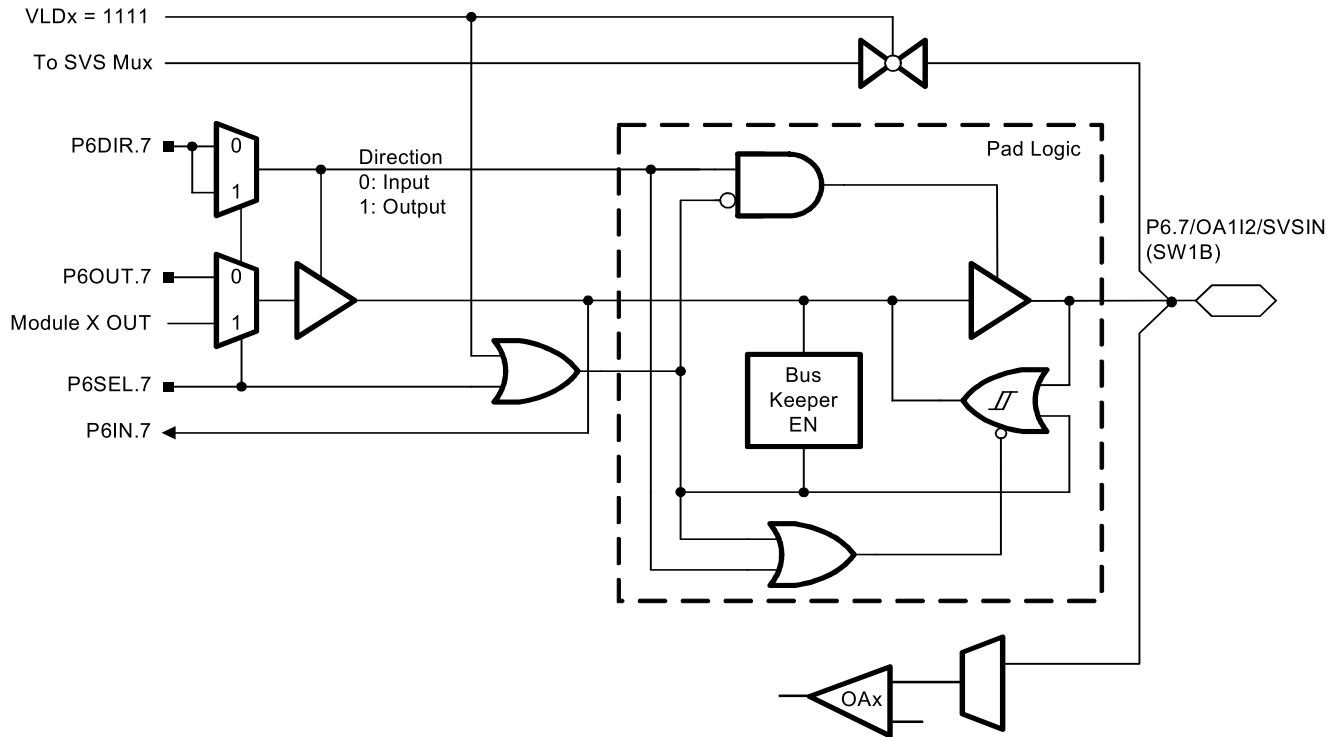 VLDx = 1111
To SVS Mux
P6DIR.7
0
1
Direction
0: Input
1: Output
Pad Logic
P6.7/OA1I2/SVSIN
(SW1B)
P6OUT.7
0
Module X OUT
1
P6SEL.7
P6IN.7
Bus
Keeper
EN
OAx